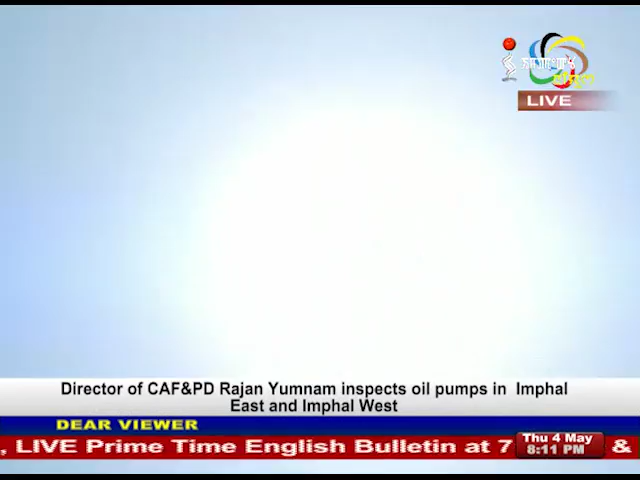 LIVE
Director of CAF&PD Rajan Yumnam inspects oil pumps in Imphal
East and Imphal West
DEAR VIEWER
, LIVE Prime Time English Bulletin at 7
Thu 4 May
8:11 PM
&